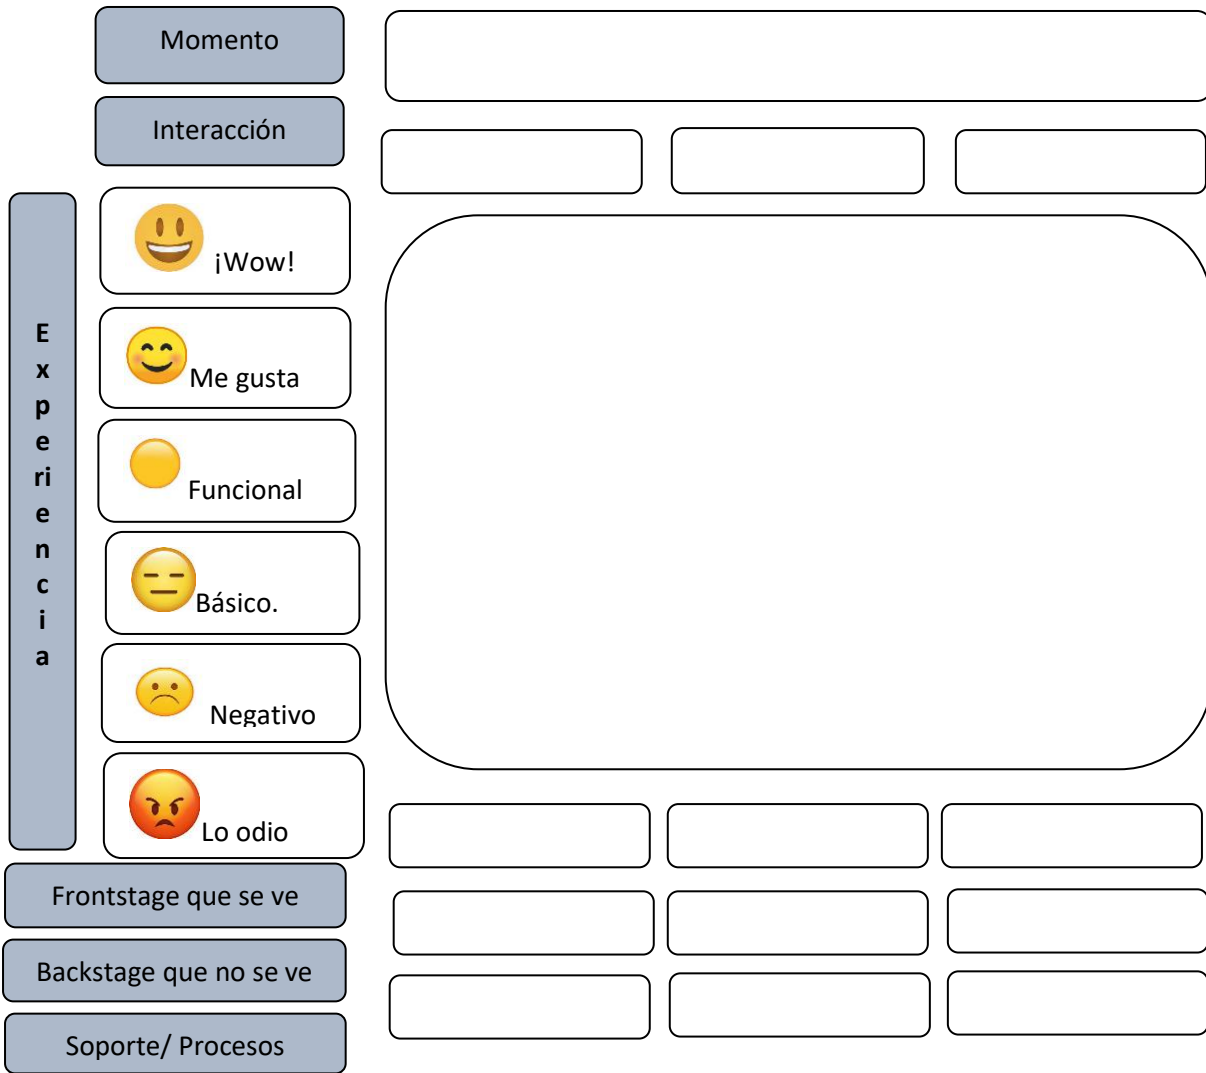 Momento
Interacción
E
x
p
e
ri
e
n
c
i
a
¡Wow!
Me gusta
Funcional
Básico.
Negativo
Lo odio
Frontstage que se ve
Backstage que no se ve
Soporte/ Procesos